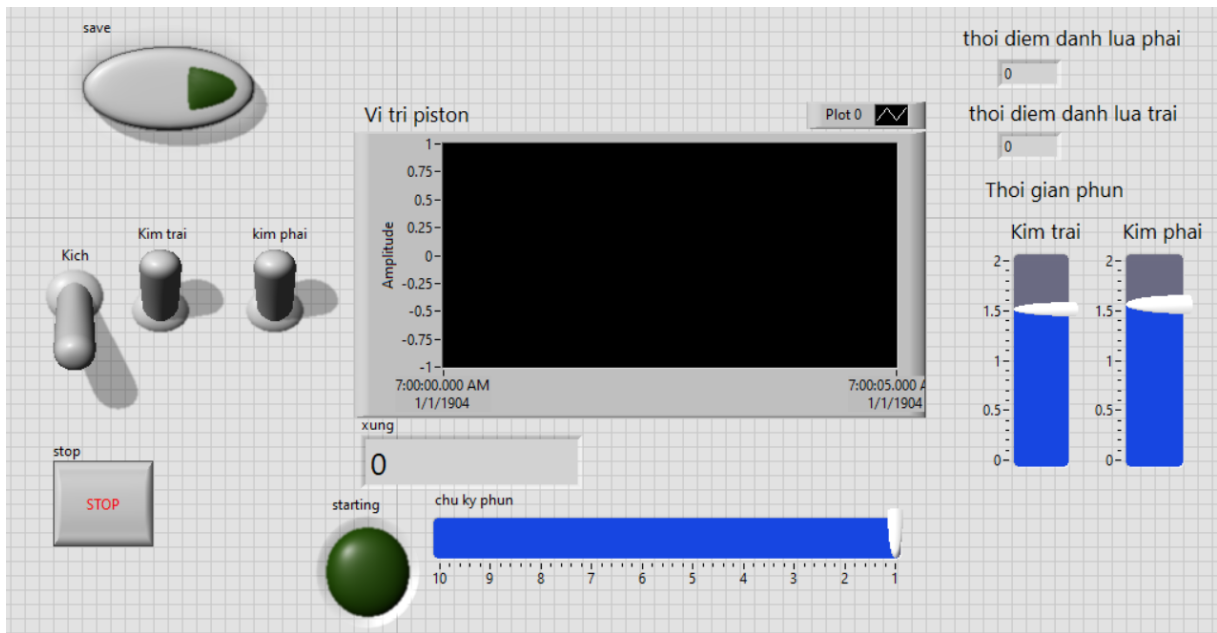 save
thoi diem danh lua phai
0
Vi tri piston
Plot 0
thoi diem danh lua trai
0
Thoi gian phun
Kim trai
Kim phai
Kich
Kim trai
kim phai
Amplitude
1
0.75
0.5
0.25
0
-0.25
-0.5
-0.75
-1
7:00:00.000 AM
1/1/1904
7:00:05.000 A
1/1/1904
2
1.5
1
0.5
0
2
1.5
1
0.5
0
xung
0
stop
STOP
starting
chu ky phun
10 9 8 7 6 5 4 3 2 1